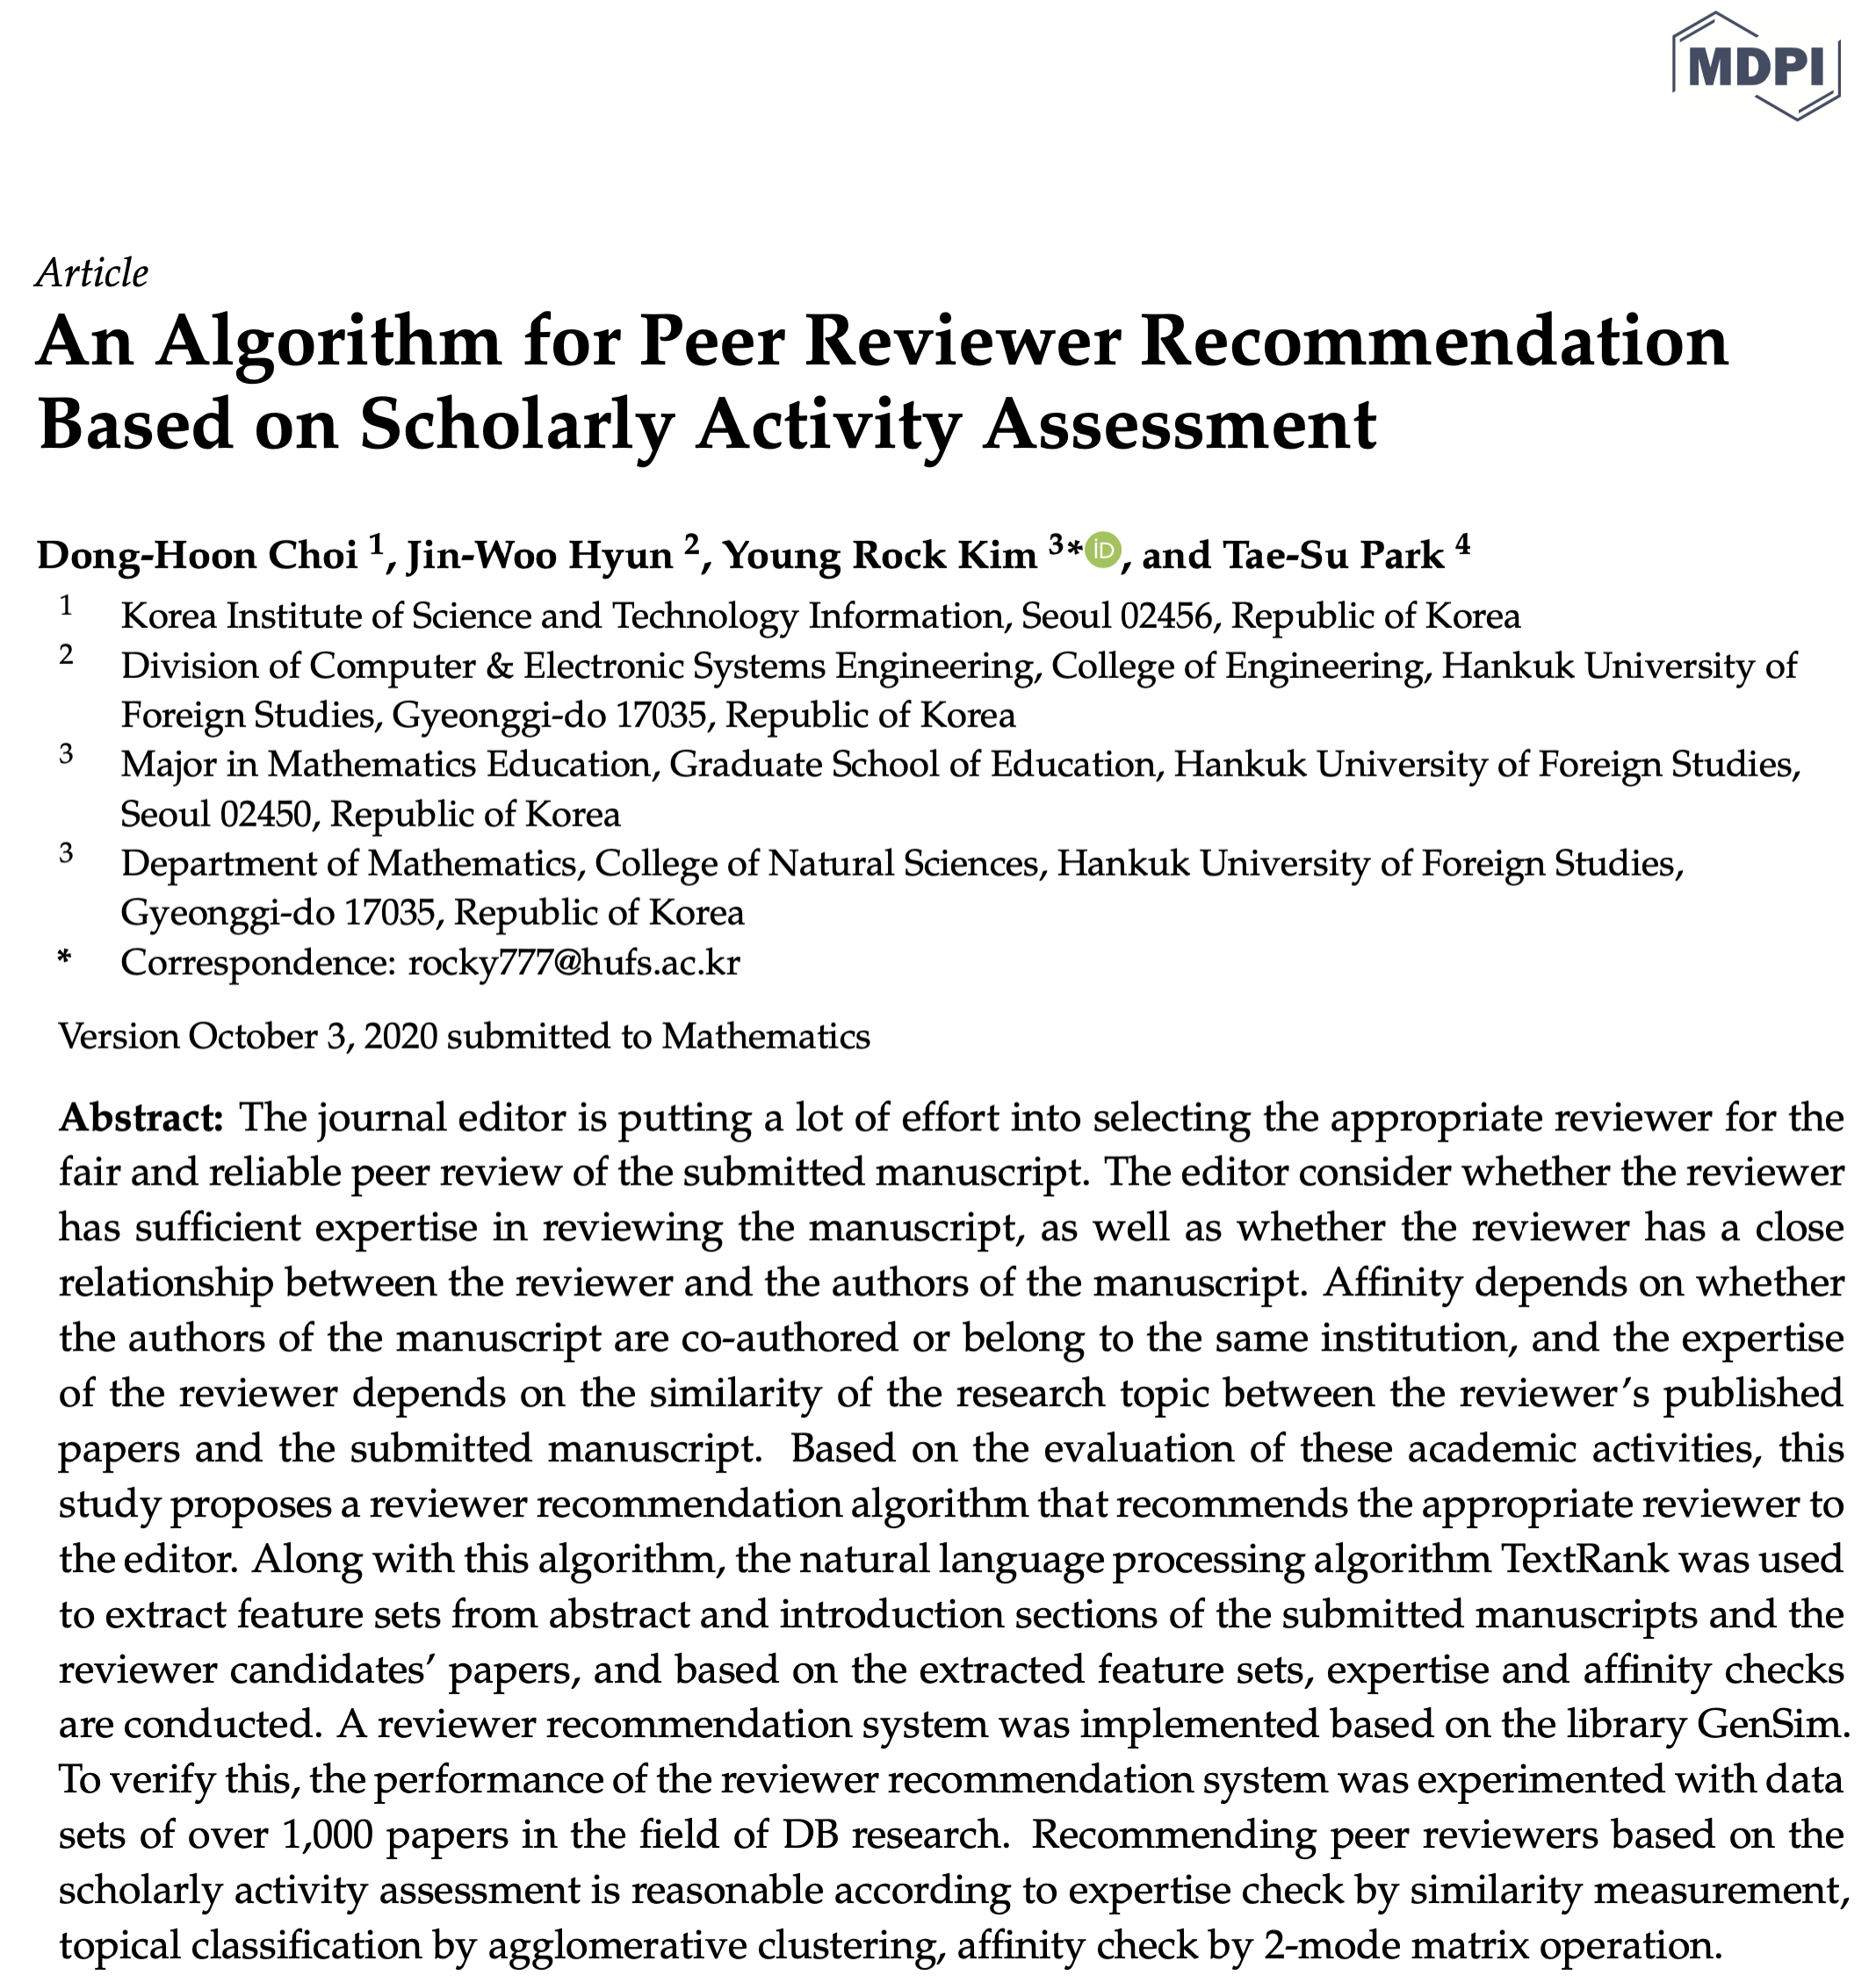 MDPI
Article
An Algorithm for Peer Reviewer Recommendation
Based on Scholarly Activity Assessment
Dong-Hoon Choi 1, Jin-Woo Hyun 2, Young Rock Kim 3* iD, and Tae-Su Park 4
1 Korea Institute of Science and Technology Information, Seoul 02456, Republic of Korea
2 Division of Computer & Electronic Systems Engineering, College of Engineering, Hankuk University of
Foreign Studies, Gyeonggi-do 17035, Republic of Korea
3 Major in Mathematics Education, Graduate School of Education, Hankuk University of Foreign Studies,
Seoul 02450, Republic of Korea
3 Department of Mathematics, College of Natural Sciences, Hankuk University of Foreign Studies,
Gyeonggi-do 17035, Republic of Korea
* Correspondence: rocky777@hufs.ac.kr
Version October 3, 2020 submitted to Mathematics
Abstract: The journal editor is putting a lot of effort into selecting the appropriate reviewer for the
fair and reliable peer review of the submitted manuscript. The editor consider whether the reviewer
has sufficient expertise in reviewing the manuscript, as well as whether the reviewer has a close
relationship between the reviewer and the authors of the manuscript. Affinity depends on whether
the authors of the manuscript are co-authored or belong to the same institution, and the expertise
of the reviewer depends on the similarity of the research topic between the reviewer's published
papers and the submitted manuscript. Based on the evaluation of these academic activities, this
study proposes a reviewer recommendation algorithm that recommends the appropriate reviewer to
the editor. Along with this algorithm, the natural language processing algorithm TextRank was used
to extract feature sets from abstract and introduction sections of the submitted manuscripts and the
reviewer candidates' papers, and based on the extracted feature sets, expertise and affinity checks
are conducted. A reviewer recommendation system was implemented based on the library GenSim.
To verify this, the performance of the reviewer recommendation system was experimented with data
sets of over 1,000 papers in the field of DB research. Recommending peer reviewers based on the
scholarly activity assessment is reasonable according to expertise check by similarity measurement,
topical classification by agglomerative clustering, affinity check by 2-mode matrix operation.